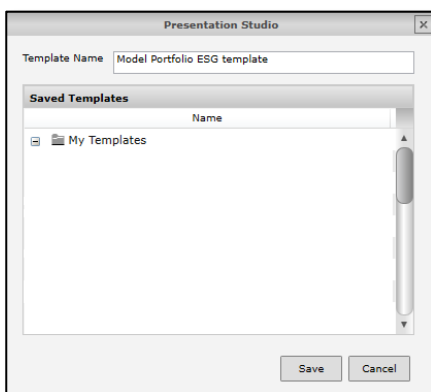 Presentation Studio
Template Name Model Portfolio ESG template
Saved Templates
Name
My Templates
Save Cancel